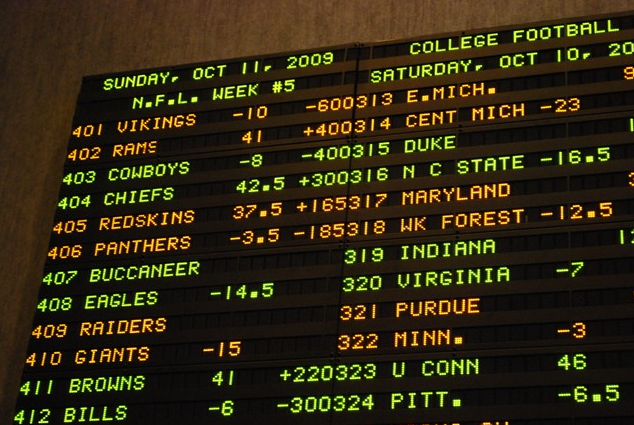 SUNDAY, OCT 11, 2009
N.F.L. WEEK #5
401 VIKINGS -10 -600
402 RAMS 41 +400
403 COWBOYS -8 -400
404 CHIEFS 42.5 +300
405 REDSKINS 37.5 +165
406 PANTHERS -3.5 -185
407 BUCCANEER
408 EAGLES -14.5
409 RAIDERS
410 GIANTS -15
411 BROWNS 41 +220
412 BILLS -6 -300
COLLEGE FOOTBALL
SATURDAY, OCT 10, 20
313 E.MICH. 9
314 CENT MICH -23
315 DUKE
316 N C STATE -16.5
317 MARYLAND
318 WK FOREST -12.5
319 INDIANA
320 VIRGINIA -7
321 PURDUE
322 MINN. -3
323 U CONN 46
324 PITT. -6.5